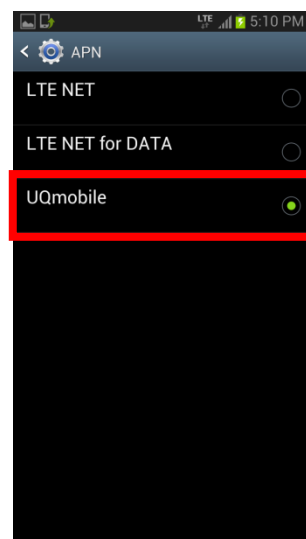 LTE 5:10 PM
APN
LTE NET
LTE NET for DATA
UQmobile